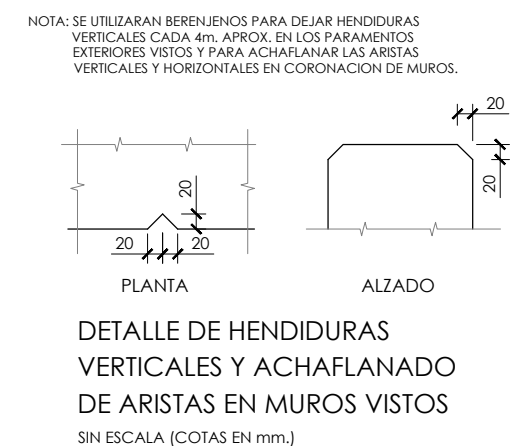 NOTA: SE UTILIZARAN BERENJENOS PARA DEJAR HENDIDURAS
VERTICALES CADA 4m. APROX. EN LOS PARAMENTOS
EXTERIORES VISTOS Y PARA ACHAFLANAR LAS ARISTAS
VERTICALES Y HORIZONTALES EN CORONACION DE MUROS.
20
20
20
20
20
PLANTA
ALZADO
DETALLE DE HENDIDURAS
VERTICALES Y ACHAFLANADO
DE ARISTAS EN MUROS VISTOS
SIN ESCALA (COTAS EN mm.)